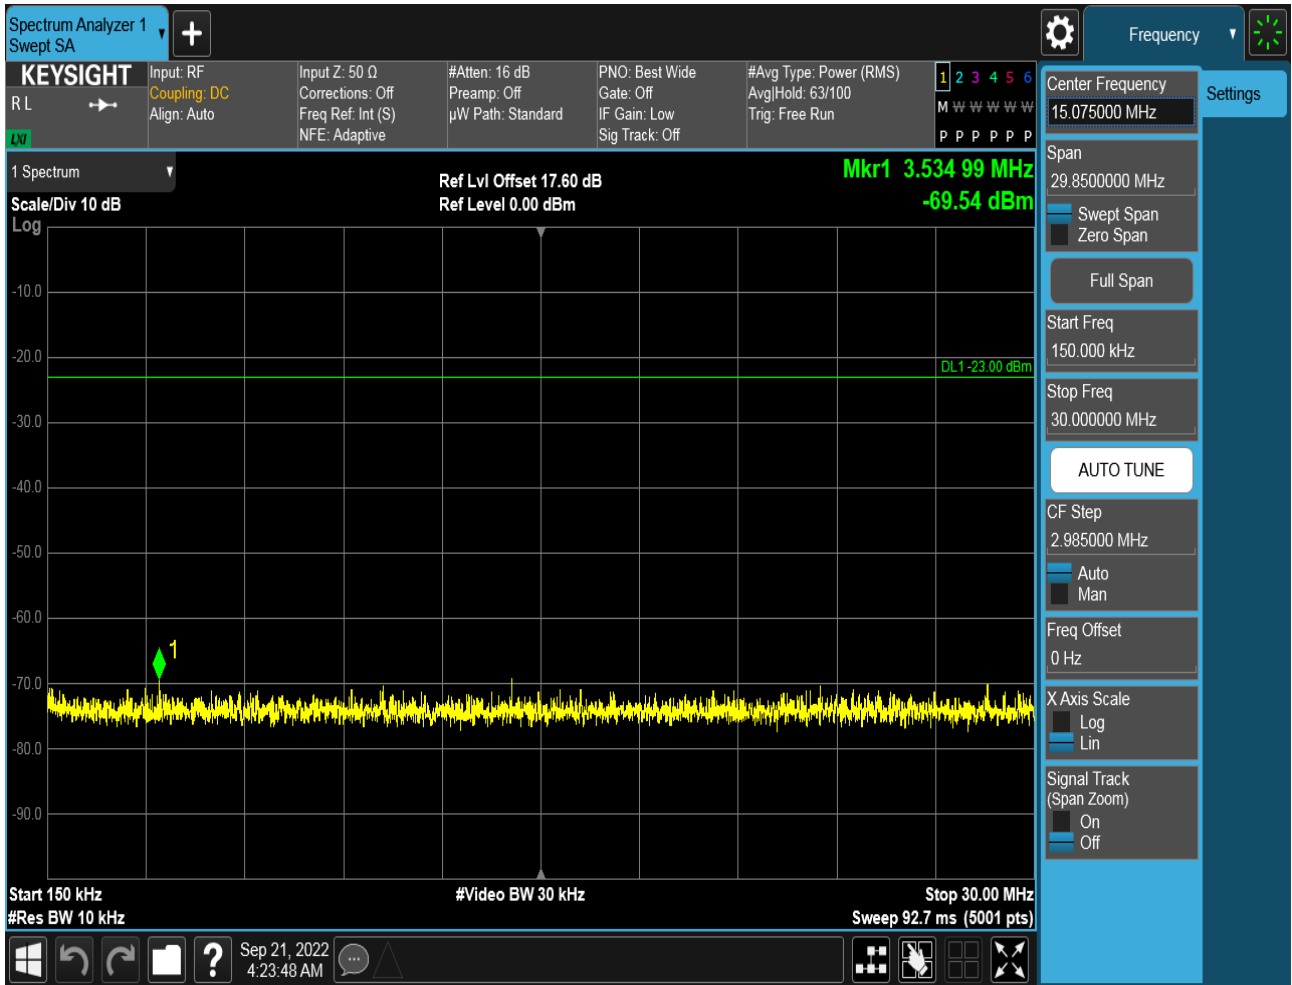 Spectrum Analyzer 1
Swept SA
Frequency
KEYSIGHT
R L
LXI
Input: RF
Coupling: DC
Align: Auto
Input Z: 50 Ω
Corrections: Off
Freq Ref: Int (S)
NFE: Adaptive
#Atten: 16 dB
Preamp: Off
µW Path: Standard
PNO: Best Wide
Gate: Off
IF Gain: Low
Sig Track: Off
#Avg Type: Power (RMS)
Avg|Hold: 63/100
Trig: Free Run
1 2 3 4 5 6
M W W W W W
P P P P P P
1 Spectrum
Scale/Div 10 dB
Log
Ref Lvl Offset 17.60 dB
Ref Level 0.00 dBm
Mkr1 3.534 99 MHz
-69.54 dBm
-10.0
-20.0
DL1 -23.00 dBm
-30.0
-40.0
-50.0
-60.0
1
-70.0
-80.0
-90.0
Start 150 kHz
#Video BW 30 kHz
Stop 30.00 MHz
#Res BW 10 kHz
Sweep 92.7 ms (5001 pts)
Center Frequency
15.075000 MHz
Settings
Span
29.8500000 MHz
Swept Span
Zero Span
Full Span
Start Freq
150.000 kHz
Stop Freq
30.000000 MHz
AUTO TUNE
CF Step
2.985000 MHz
Auto
Man
Freq Offset
0 Hz
X Axis Scale
Log
Lin
Signal Track
(Span Zoom)
On
Off
?
Sep 21, 2022
4:23:48 AM